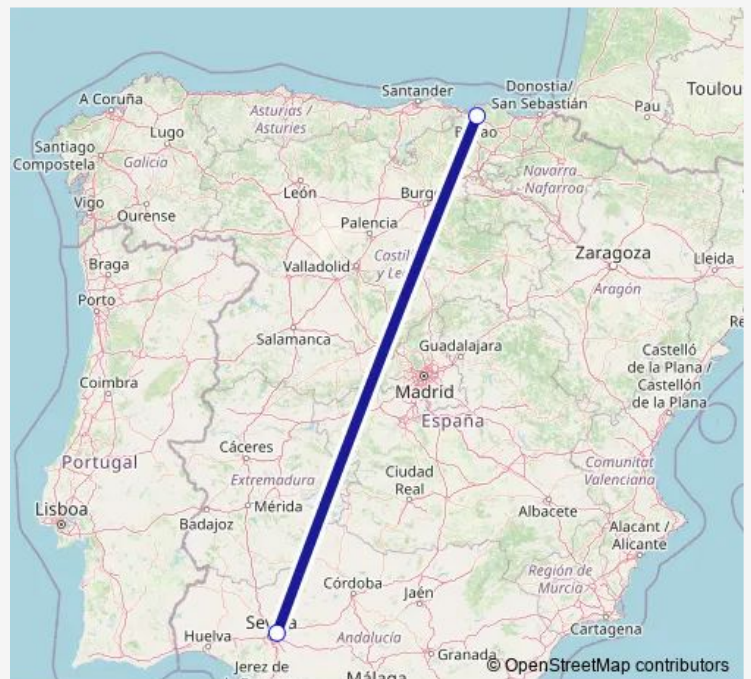 Santander
Donostia/
San Sebastián
Toulou
A Coruña
Asturias /
Asturies
Pau
Lugo
Santiago
Compostela
Galicia
León
Navarra
- Nafarroa
Vigo
Ourense
Palencia
Braga
Valladolid
Zaragoza
Lleida
Aragón
Porto
Salamanca
Guadalajara
Castelló
de la Plana /
Castellón
de la Plana
Coimbra
Madrid
España
Cáceres
Portugal
Extremadura
Ciudad
Real
Comunitat
Valenciana
Lisboa
Mérida
Badajoz
Albacete
Alacant /
Alicante
Córdoba
Jaén
Región de
Murcia
Huelva
Andalucía
Cartagena
Granada
Jerez de
Málaga
© OpenStreetMap contributors